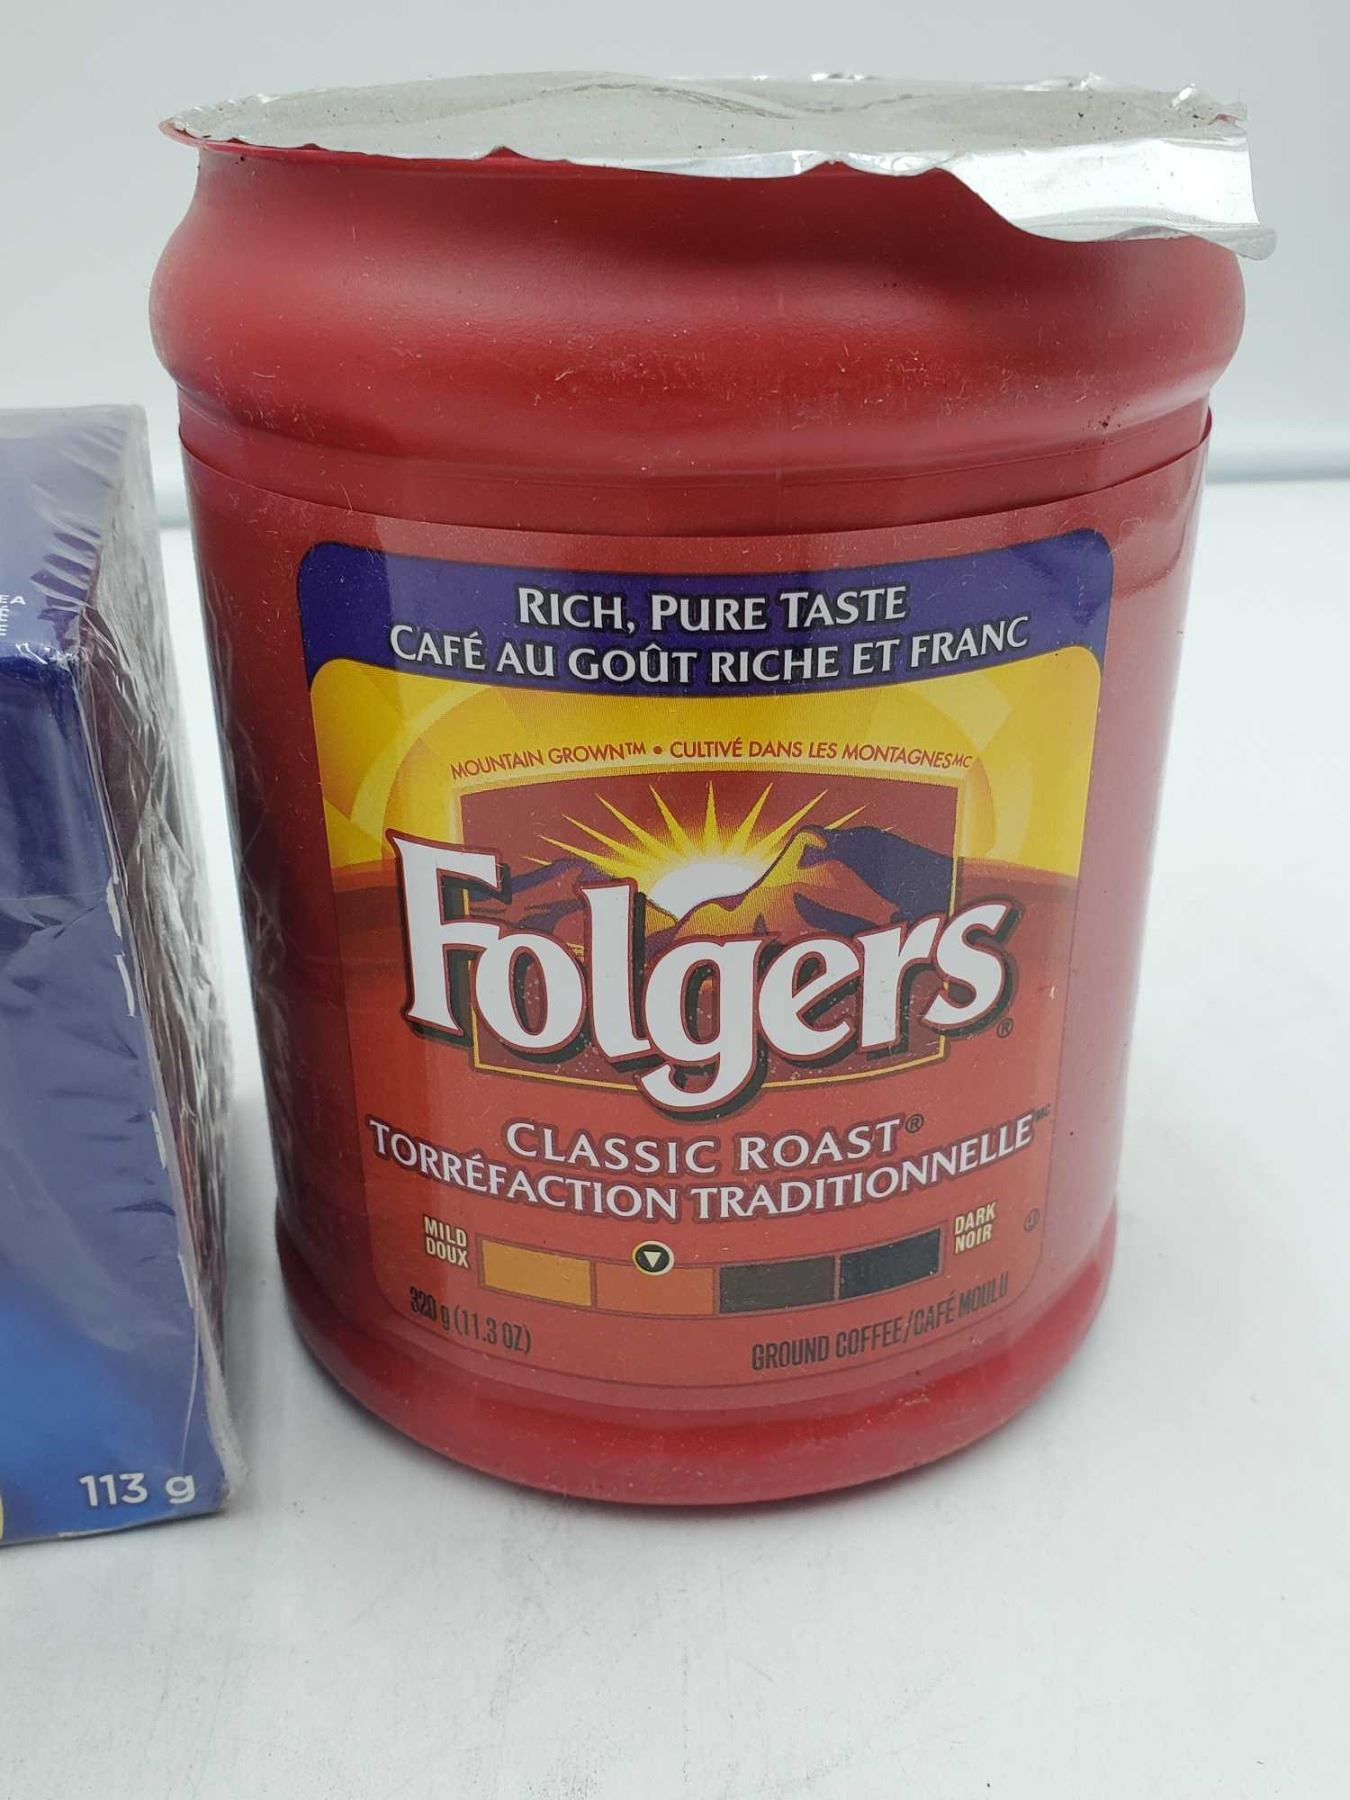 RICH, PURE TASTE
CAFÉ AU GOÛT RICHE ET FRANC
MOUNTAIN GROWN™ • CULTIVÉ DANS LES MONTAGNESMC
Folgers®
CLASSIC ROAST®
TORRÉFACTION TRADITIONNELLEMC
MILD
DOUX
DARK
NOIR
320 g (11.3 OZ)
GROUND COFFEE/CAFÉ MOULU
113 g